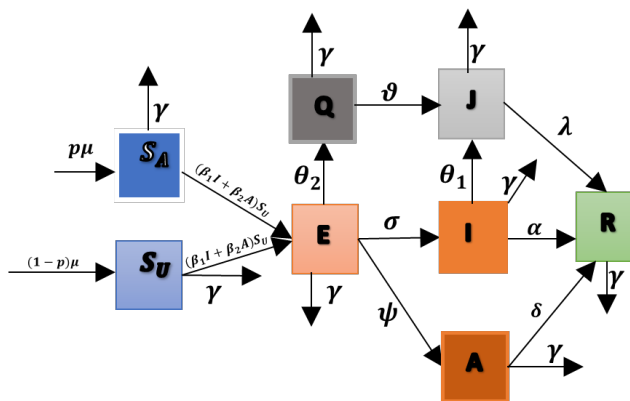 γ
γ
γ
Q
ϑ
J
S_A
pμ
λ
(β₁I + β₂A)S_U
θ₂
θ₁
γ
E
σ
I
α
R
S_U
(1 − p)μ
(β₁I + β₂A)S_U
γ
γ
γ
ψ
δ
A
γ